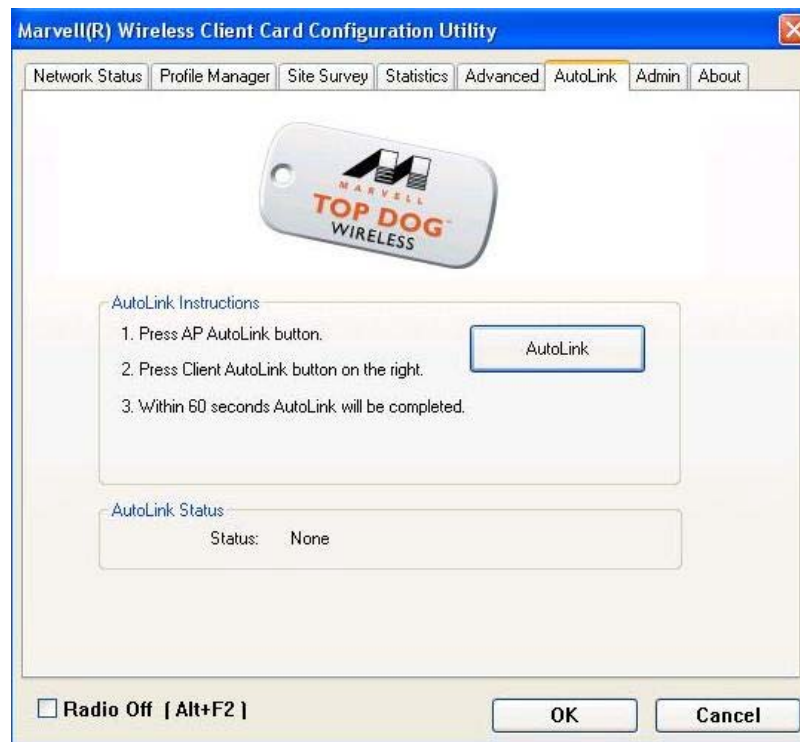 Marvell(R) Wireless Client Card Configuration Utility
Network Status Profile Manager Site Survey Statistics Advanced AutoLink Admin About
MARVELL
TOP DOG™
WIRELESS
AutoLink Instructions
1. Press AP AutoLink button.
AutoLink
2. Press Client AutoLink button on the right.
3. Within 60 seconds AutoLink will be completed.
AutoLink Status
Status: None
Radio Off [ Alt+F2 ]
OK
Cancel